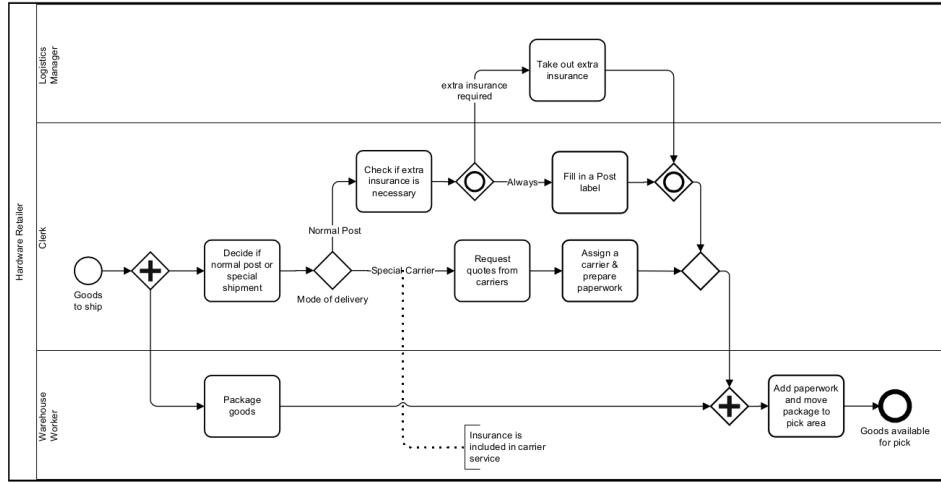 Hardware Retailer
Logistics
Manager
Take out extra
insurance
extra insurance
required
Clerk
Check if extra
insurance is
necessary
Always
Fill in a Post
label
Normal Post
Goods
to ship
Decide if
normal post or
special
shipment
Mode of delivery
Special Carrier
Request
quotes from
carriers
Assign a
carrier &
prepare
paperwork
Warehouse
Worker
Package
goods
Add paperwork
and move
package to
pick area
Goods available
for pick
Insurance is
included in carrier
service